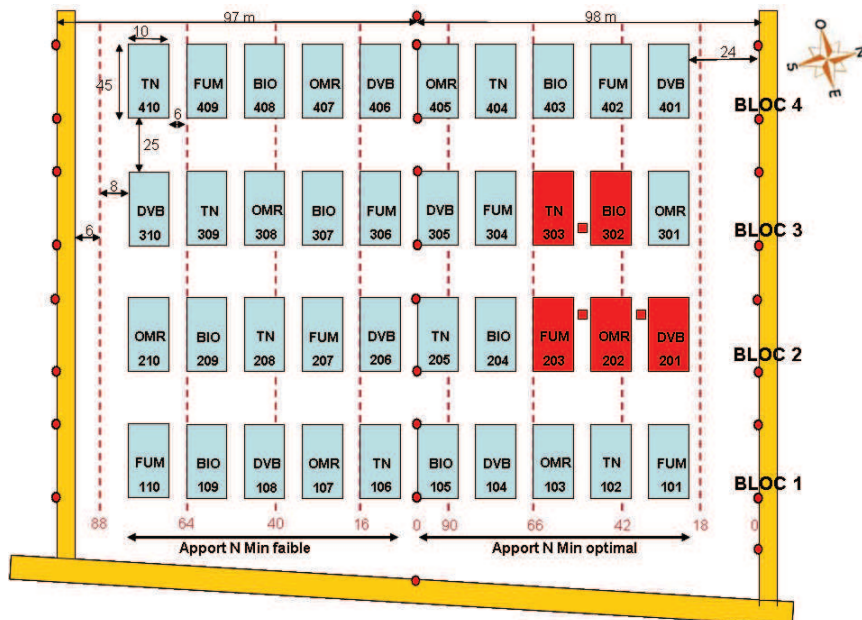 97 m 98 m
10 24 O N S E
TN FUM BIO OMR DVB OMR TN BIO FUM DVB
45 BLOC 4
410 409 408 407 406 405 404 403 402 401
6
25
8
DVB TN OMR BIO FUM DVB FUM TN BIO OMR
310 309 308 307 306 305 304 303 302 301 BLOC 3
6
OMR BIO TN FUM DVB TN BIO FUM OMR DVB
210 209 208 207 206 205 204 203 202 201 BLOC 2
FUM BIO DVB OMR TN BIO DVB OMR TN FUM
110 109 108 107 106 105 104 103 102 101 BLOC 1
88 64 40 16 0 90 66 42 18 0
Apport N Min faible Apport N Min optimal